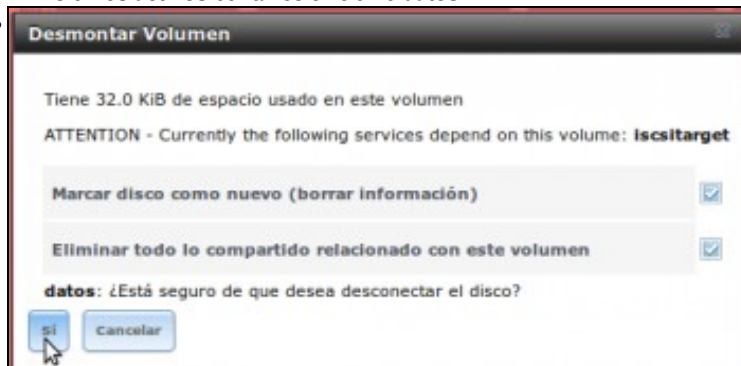 Desmontar Volumen
Tiene 32.0 KiB de espacio usado en este volumen
ATTENTION - Currently the following services depend on this volume: iscsitarget
Marcar disco como nuevo (borrar información)
Eliminar todo lo compartido relacionado con este volumen
datos: ¿Está seguro de que desea desconectar el disco?
Sí Cancelar